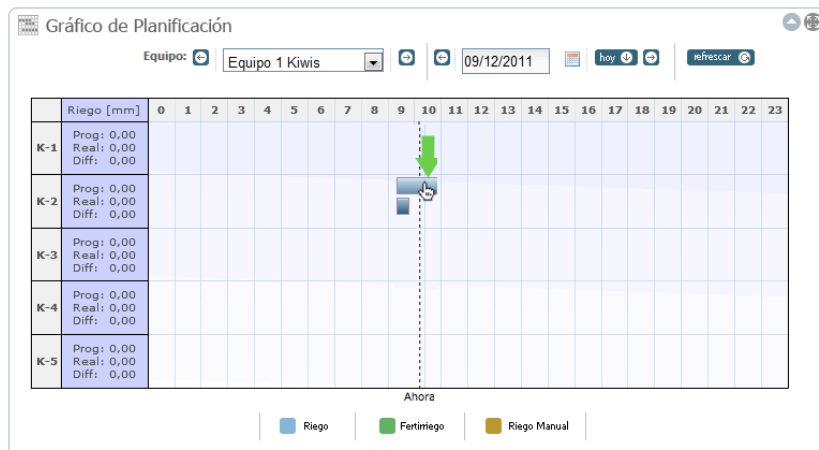 Gráfico de Planificación
Equipo: Equipo 1 Kiwis 09/12/2011 hoy refrescar
Riego [mm] 0 1 2 3 4 5 6 7 8 9 10 11 12 13 14 15 16 17 18 19 20 21 22 23
K-1
Prog: 0,00
Real: 0,00
Diff: 0,00
K-2
Prog: 0,00
Real: 0,00
Diff: 0,00
K-3
Prog: 0,00
Real: 0,00
Diff: 0,00
K-4
Prog: 0,00
Real: 0,00
Diff: 0,00
K-5
Prog: 0,00
Real: 0,00
Diff: 0,00
Ahora
Riego Fertirriego Riego Manual